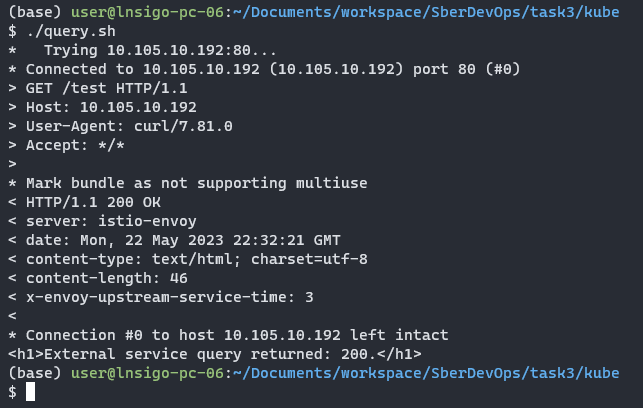 (base) user@lnsigo-pc-06:~/Documents/workspace/SberDevOps/task3/kube
$ ./query.sh
*   Trying 10.105.10.192:80...
* Connected to 10.105.10.192 (10.105.10.192) port 80 (#0)
> GET /test HTTP/1.1
> Host: 10.105.10.192
> User-Agent: curl/7.81.0
> Accept: */*
>
* Mark bundle as not supporting multiuse
< HTTP/1.1 200 OK
< server: istio-envoy
< date: Mon, 22 May 2023 22:32:21 GMT
< content-type: text/html; charset=utf-8
< content-length: 46
< x-envoy-upstream-service-time: 3
<
* Connection #0 to host 10.105.10.192 left intact
<h1>External service query returned: 200.</h1>
(base) user@lnsigo-pc-06:~/Documents/workspace/SberDevOps/task3/kube
$